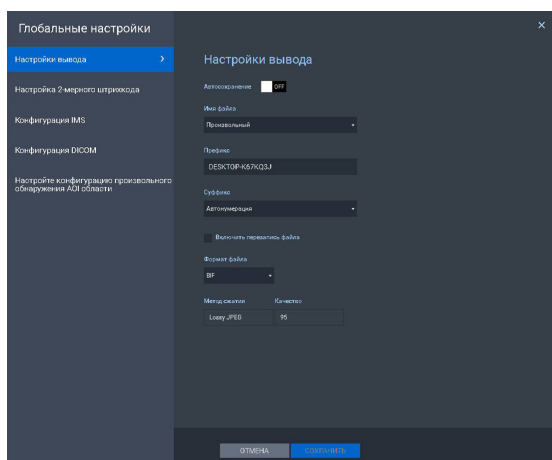 Глобальные настройки
Настройки вывода
Настройка 2-мерного штрихкода
Конфигурация IMS
Конфигурация DICOM
Настройте конфигурацию произвольного
обнаружения AOI области
Настройки вывода
Автосохранение OFF
Имя файла
Произвольный
Префикс
DESKTOP-K67KQ3J
Суффикс
Автонумерация
Включить перезапись файла
Формат файла
BIF
Метод сжатия Качество
Lossy JPEG 95
ОТМЕНА СОХРАНИТЬ